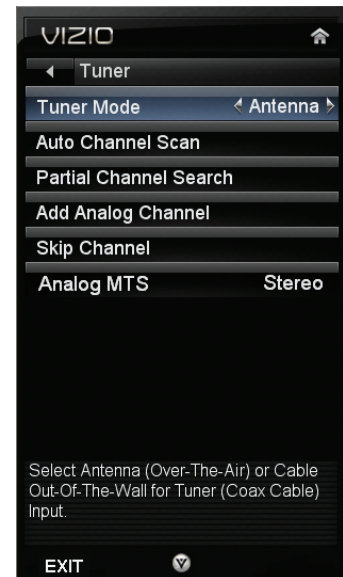 VIZIO
Tuner
Tuner Mode Antenna
Auto Channel Scan
Partial Channel Search
Add Analog Channel
Skip Channel
Analog MTS Stereo
Select Antenna (Over-The-Air) or Cable
Out-Of-The-Wall for Tuner (Coax Cable)
Input.
EXIT